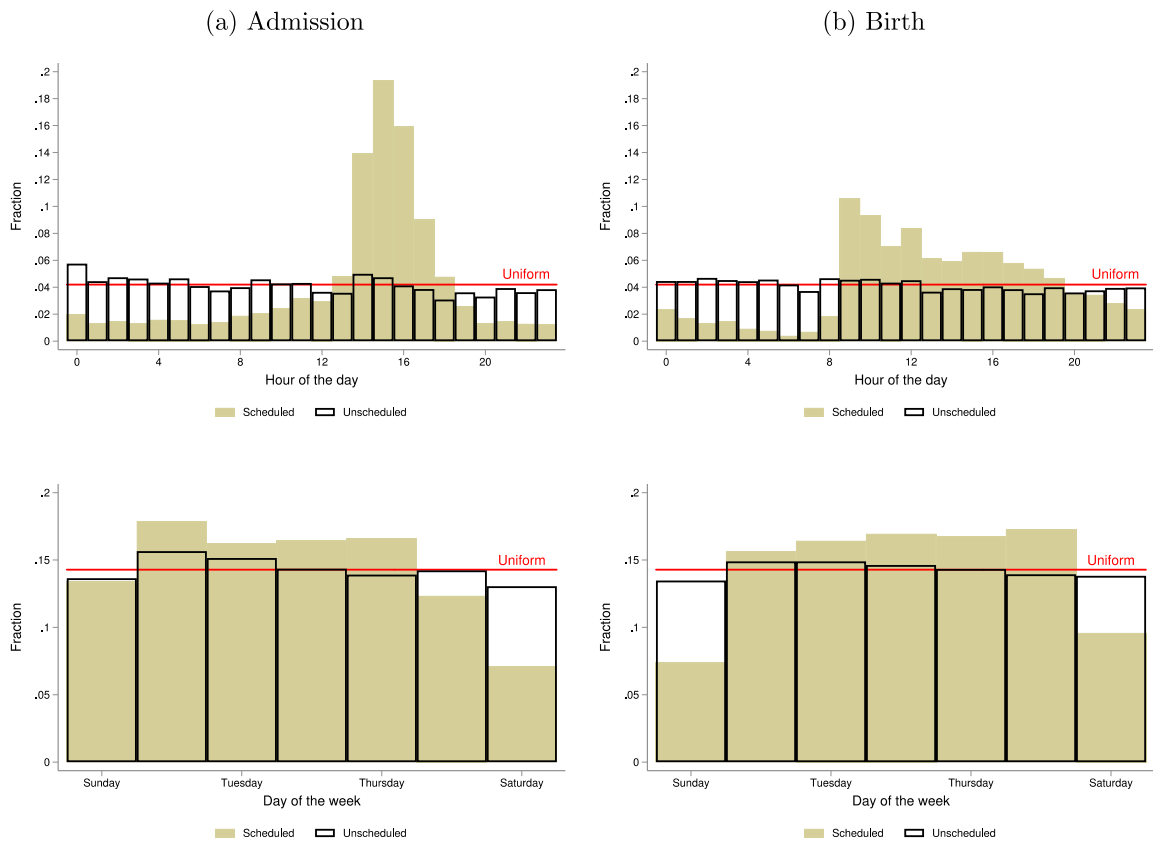 (a) Admission
.2
.18
.16
.14
.12
.1
.08
.06
.04
.02
0
Fraction
Uniform
0 4 8 12 16 20
Hour of the day
Scheduled Unscheduled
(b) Birth
.2
.18
.16
.14
.12
.1
.08
.06
.04
.02
0
Fraction
Uniform
0 4 8 12 16 20
Hour of the day
Scheduled Unscheduled
.2
.15
.1
.05
0
Fraction
Uniform
Sunday Tuesday Thursday Saturday
Day of the week
Scheduled Unscheduled
.2
.15
.1
.05
0
Fraction
Uniform
Sunday Tuesday Thursday Saturday
Day of the week
Scheduled Unscheduled